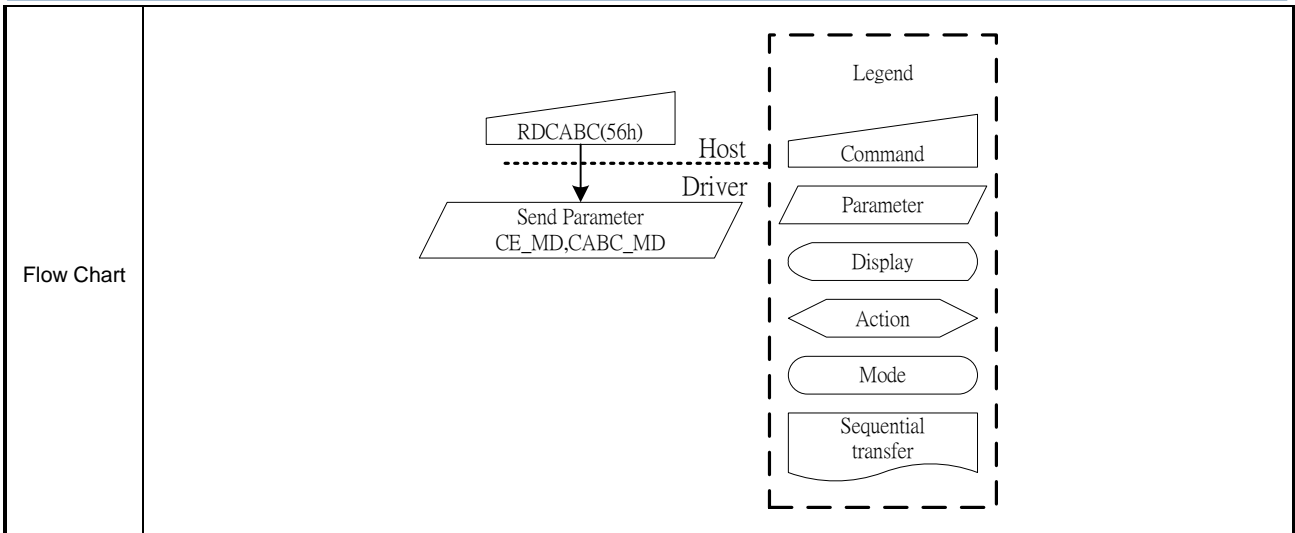 Flow Chart
RDCABC(56h)
Host
Driver
Send Parameter
CE_MD,CABC_MD
Legend
Command
Parameter
Display
Action
Mode
Sequential
transfer